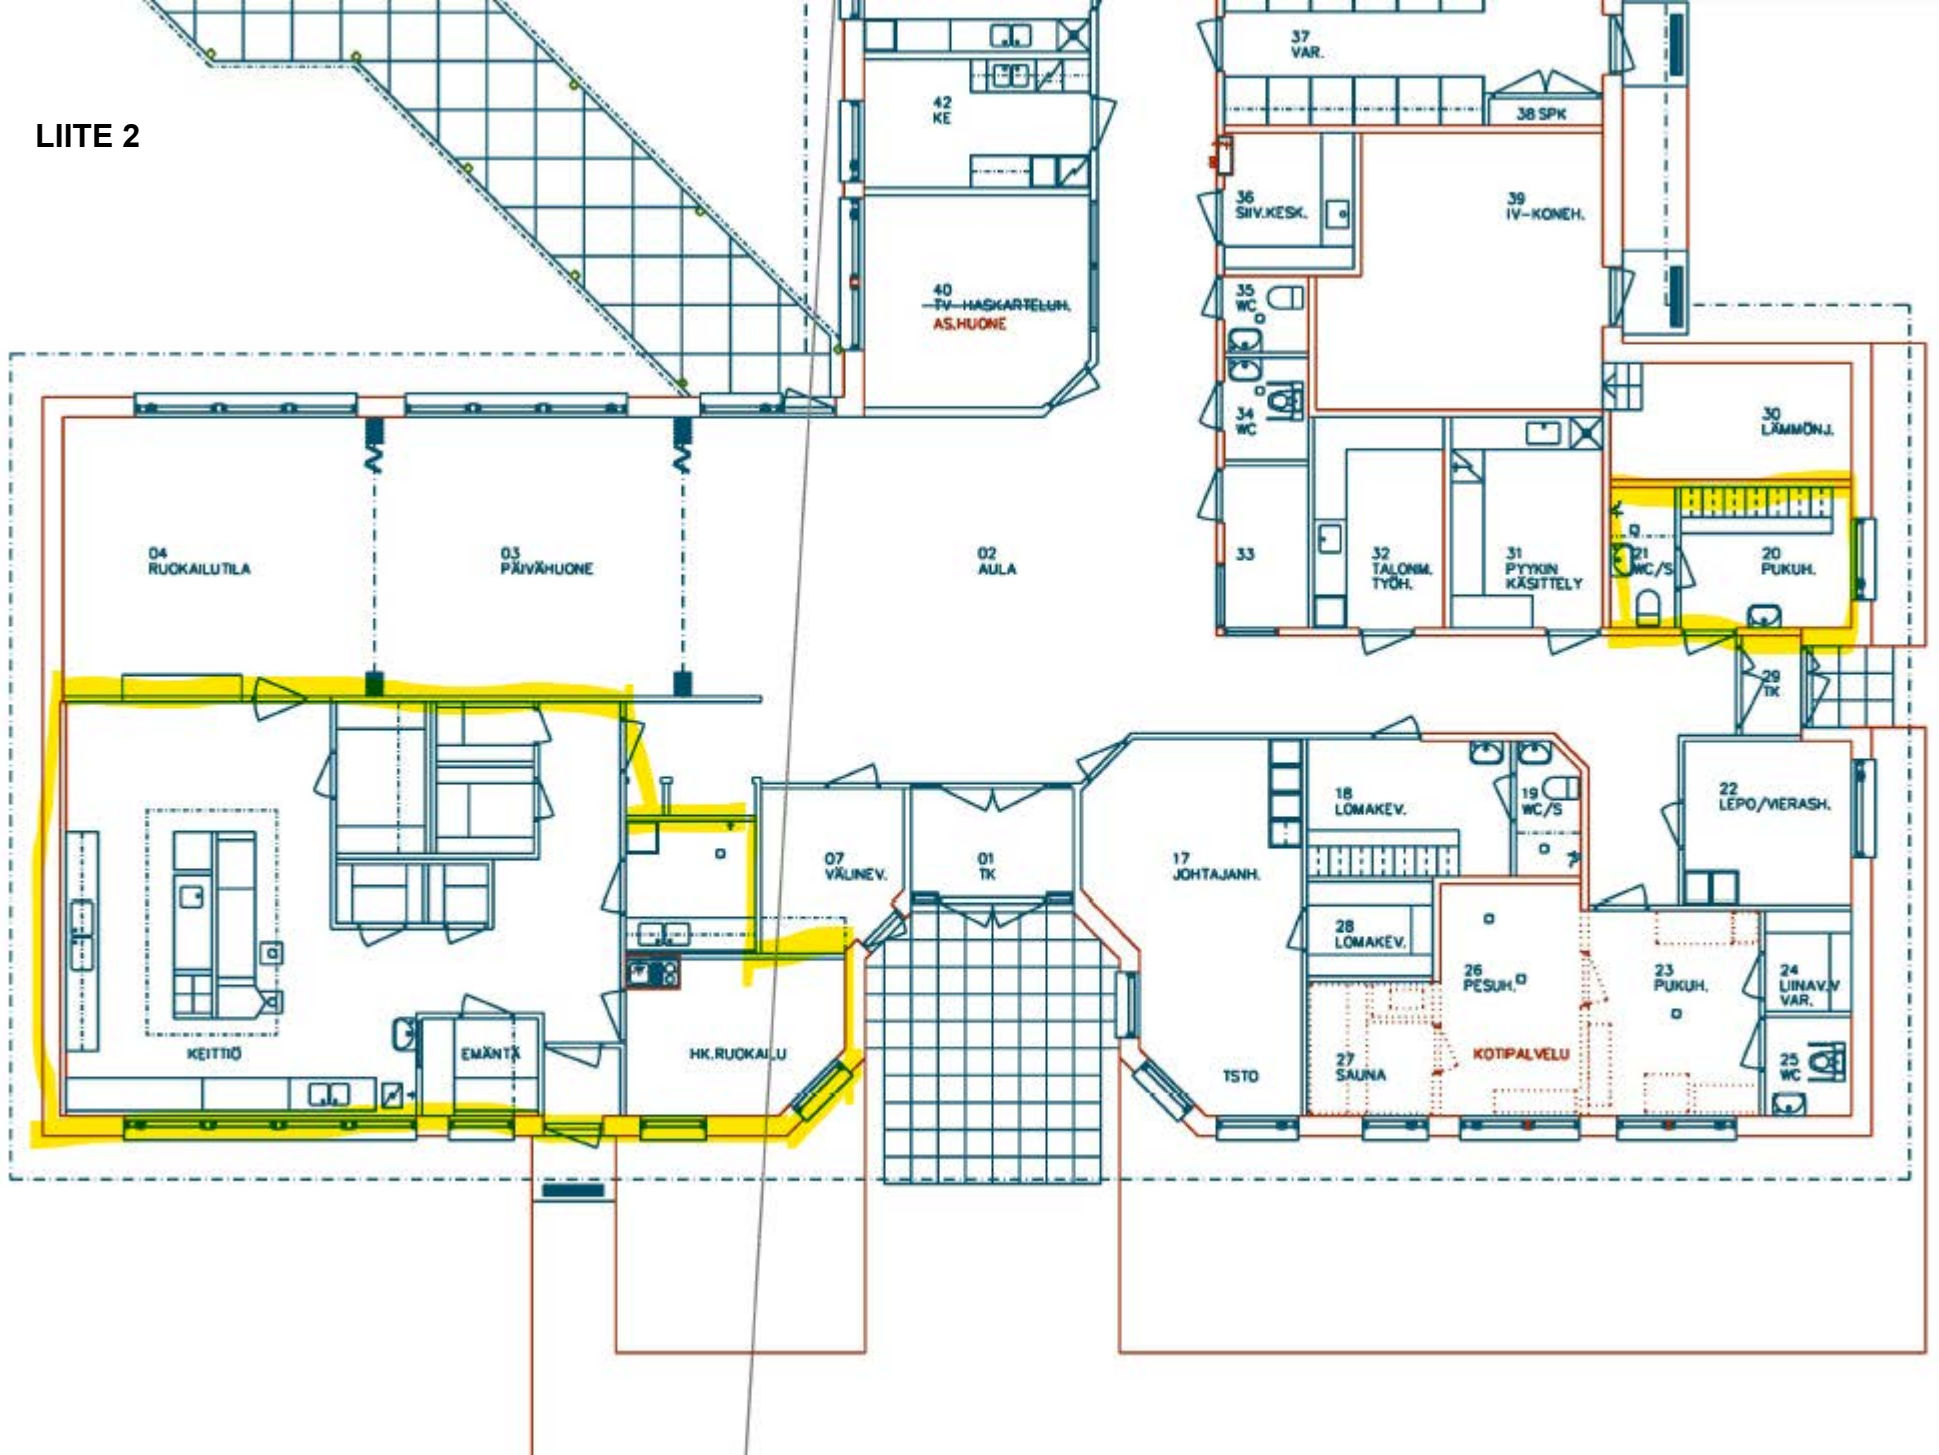 LIITE 2
37
VAR.
38 SPK
42
KE
36
SIIV.KESK.
39
IV-KONEH.
40
TV-HASKARTELUH.
AS.HUONE
35
WC
34
WC
30
LÄMMÖNJ.
04
RUOKAILUTILA
03
PÄIVÄHUONE
02
AULA
33
32
TALONM.
TYÖH.
31
PYYKIN
KÄSITTELY
21
WC/S
20
PUKUH.
29
TK
07
VÄLINEV.
01
TK
17
JOHTAJANH.
18
LOMAKEV.
19
WC/S
22
LEPO/VIERASH.
28
LOMAKEV.
26
PESUH.
23
PUKUH.
24
LIINAV.V
VAR.
KEITTIÖ
EMÄNTÄ
HK.RUOKAILU
TSTO
27
SAUNA
KOTIPALVELU
25
WC